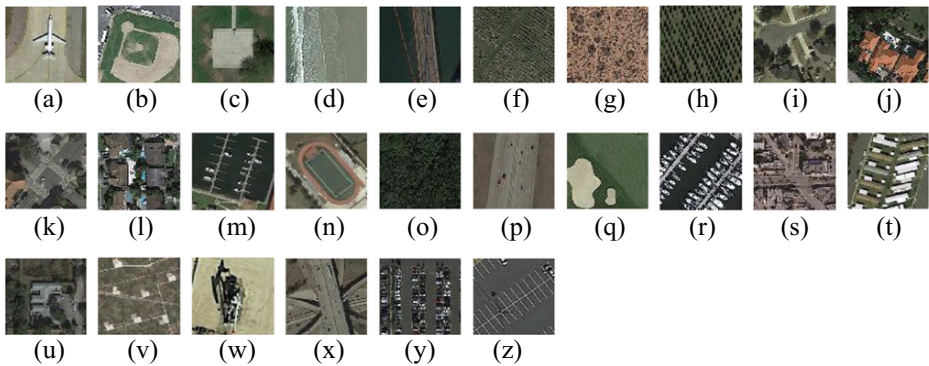 (a) (b) (c) (d) (e) (f) (g) (h) (i) (j)
(k) (l) (m) (n) (o) (p) (q) (r) (s) (t)
(u) (v) (w) (x) (y) (z)